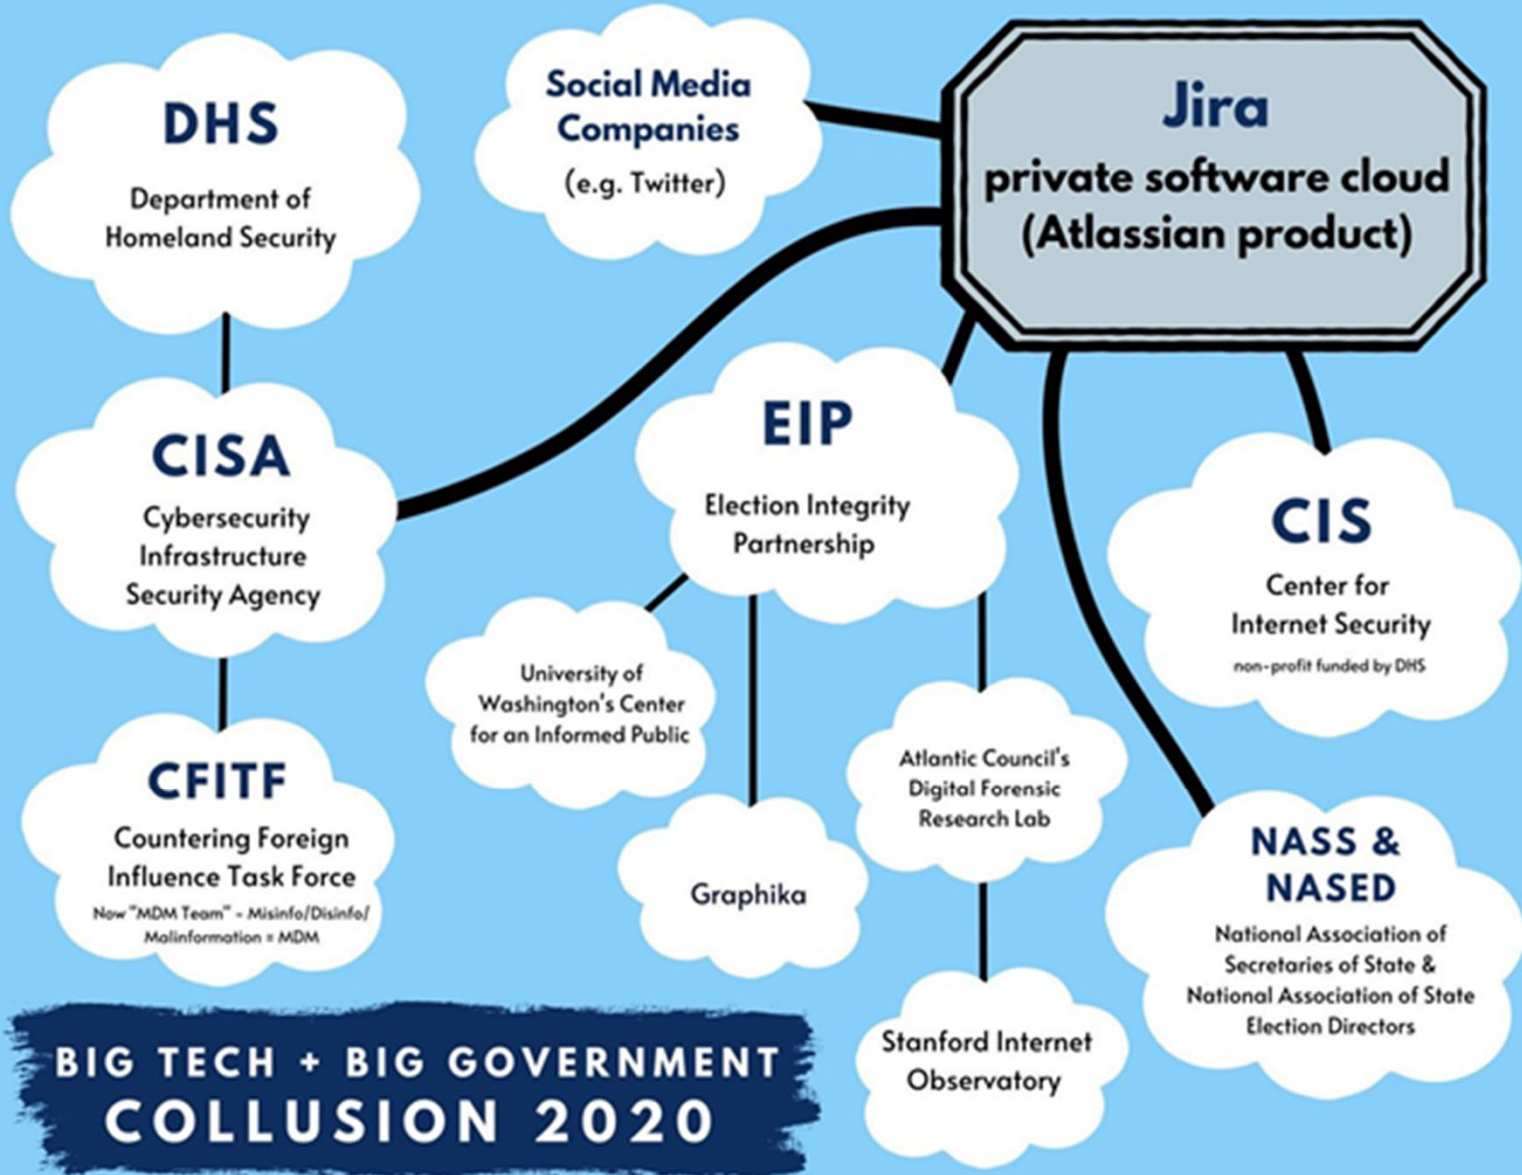 DHS
Department of
Homeland Security
Social Media
Companies
(e.g. Twitter)
Jira
private software cloud
(Atlassian product)
CISA
Cybersecurity
Infrastructure
Security Agency
EIP
Election Integrity
Partnership
CIS
Center for
Internet Security
non-profit funded by DHS
University of
Washington's Center
for an Informed Public
Graphika
Atlantic Council's
Digital Forensic
Research Lab
Stanford Internet
Observatory
CFITF
Countering Foreign
Influence Task Force
Now "MDM Team" - Misinfo/Disinfo/
Malinformation = MDM
NASS &
NASED
National Association of
Secretaries of State &
National Association of State
Election Directors
BIG TECH + BIG GOVERNMENT
COLLUSION 2020